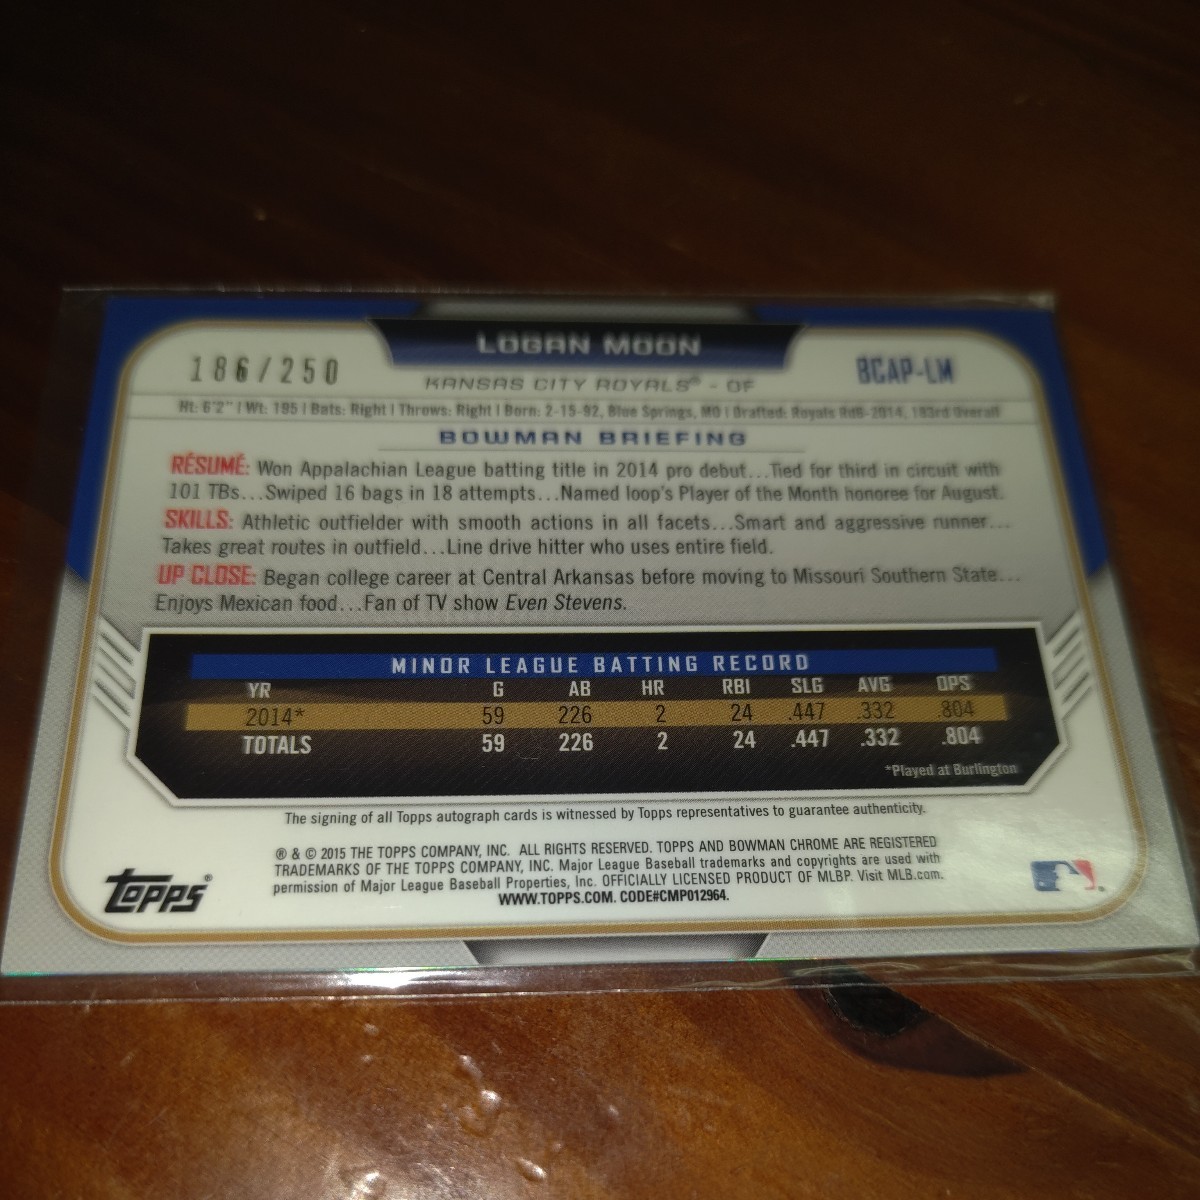 LOGAN MOON
186/250
BCAP-LM
KANSAS CITY ROYALS® - OF
Ht: 6'2" | Wt: 195 | Bats: Right | Throws: Right | Born: 2-15-92, Blue Springs, MO | Drafted: Royals Rd6-2014, 183rd Overall
BOWMAN BRIEFING
RÉSUMÉ: Won Appalachian League batting title in 2014 pro debut...Tied for third in circuit with
101 TBs...Swiped 16 bags in 18 attempts...Named loop's Player of the Month honoree for August.
SKILLS: Athletic outfielder with smooth actions in all facets...Smart and aggressive runner...
Takes great routes in outfield...Line drive hitter who uses entire field.
UP CLOSE: Began college career at Central Arkansas before moving to Missouri Southern State...
Enjoys Mexican food...Fan of TV show Even Stevens.
MINOR LEAGUE BATTING RECORD
YR G AB HR RBI SLG AVG OPS
2014* 59 226 2 24 .447 .332 .804
TOTALS 59 226 2 24 .447 .332 .804
*Played at Burlington
The signing of all Topps autograph cards is witnessed by Topps representatives to guarantee authenticity.
® & © 2015 THE TOPPS COMPANY, INC. ALL RIGHTS RESERVED. TOPPS AND BOWMAN CHROME ARE REGISTERED
TRADEMARKS OF THE TOPPS COMPANY, INC. Major League Baseball trademarks and copyrights are used with
permission of Major League Baseball Properties, Inc. OFFICIALLY LICENSED PRODUCT OF MLBP. Visit MLB.com.
WWW.TOPPS.COM. CODE#CMP012964.
Topps®